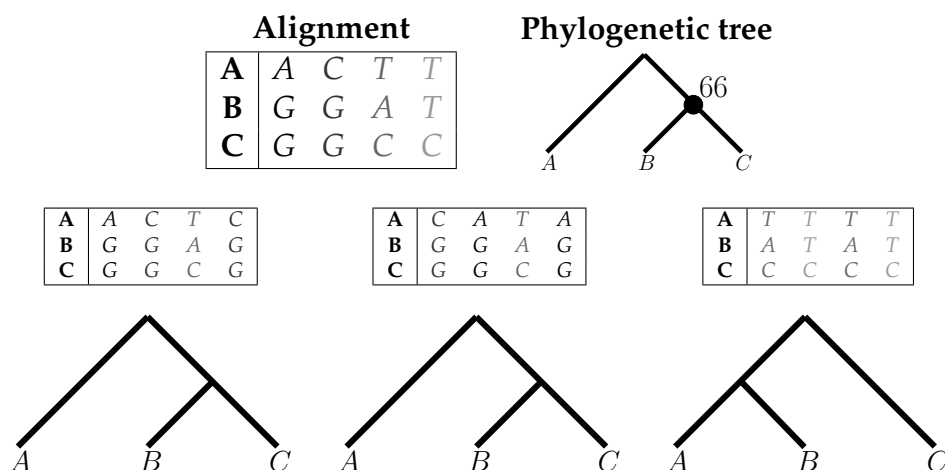 Alignment Phylogenetic tree
A A C T T
B G G A T
C G G C C
66
A B C
A A C T C
B G G A G
C G G C G
A C A T A
B G G A G
C G G C G
A T T T T
B A T A T
C C C C C
A B C
A B C
A B C